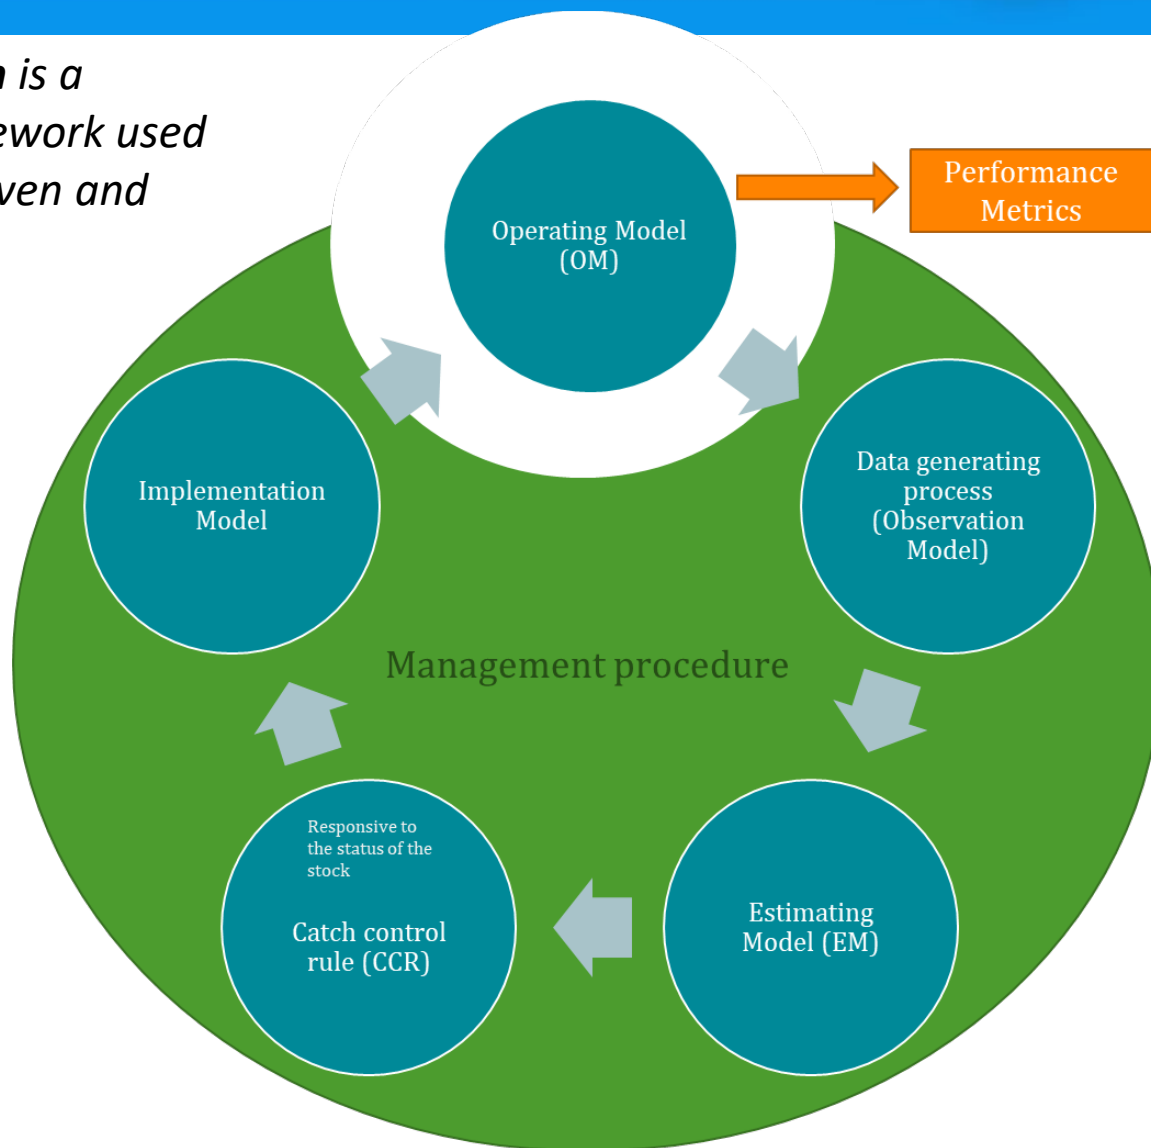 n is a
ework used
ven and
Performance
Metrics
Operating Model
(OM)
Implementation
Model
Data generating
process
(Observation
Model)
Management procedure
Responsive to
the status of the
stock
Catch control
rule (CCR)
Estimating
Model (EM)